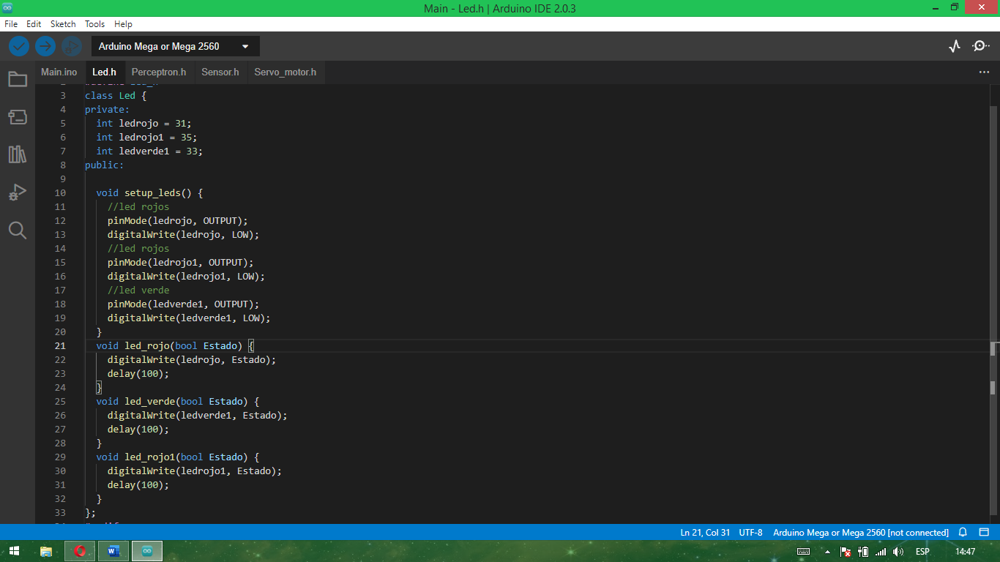 Main - Led.h | Arduino IDE 2.0.3
File Edit Sketch Tools Help
Arduino Mega or Mega 2560
Main.ino Led.h Perceptron.h Sensor.h Servo_motor.h
3 class Led {
4 private:
5 int ledrojo = 31;
6 int ledrojo1 = 35;
7 int ledverde1 = 33;
8 public:
9
10 void setup_leds() {
11 //led rojos
12 pinMode(ledrojo, OUTPUT);
13 digitalWrite(ledrojo, LOW);
14 //led rojos
15 pinMode(ledrojo1, OUTPUT);
16 digitalWrite(ledrojo1, LOW);
17 //led verde
18 pinMode(ledverde1, OUTPUT);
19 digitalWrite(ledverde1, LOW);
20 }
21 void led_rojo(bool Estado) {
22 digitalWrite(ledrojo, Estado);
23 delay(100);
24 }
25 void led_verde(bool Estado) {
26 digitalWrite(ledverde1, Estado);
27 delay(100);
28 }
29 void led_rojo1(bool Estado) {
30 digitalWrite(ledrojo1, Estado);
31 delay(100);
32 }
33 };
Ln 21, Col 31 UTF-8 Arduino Mega or Mega 2560 [not connected]
ESP 14:47